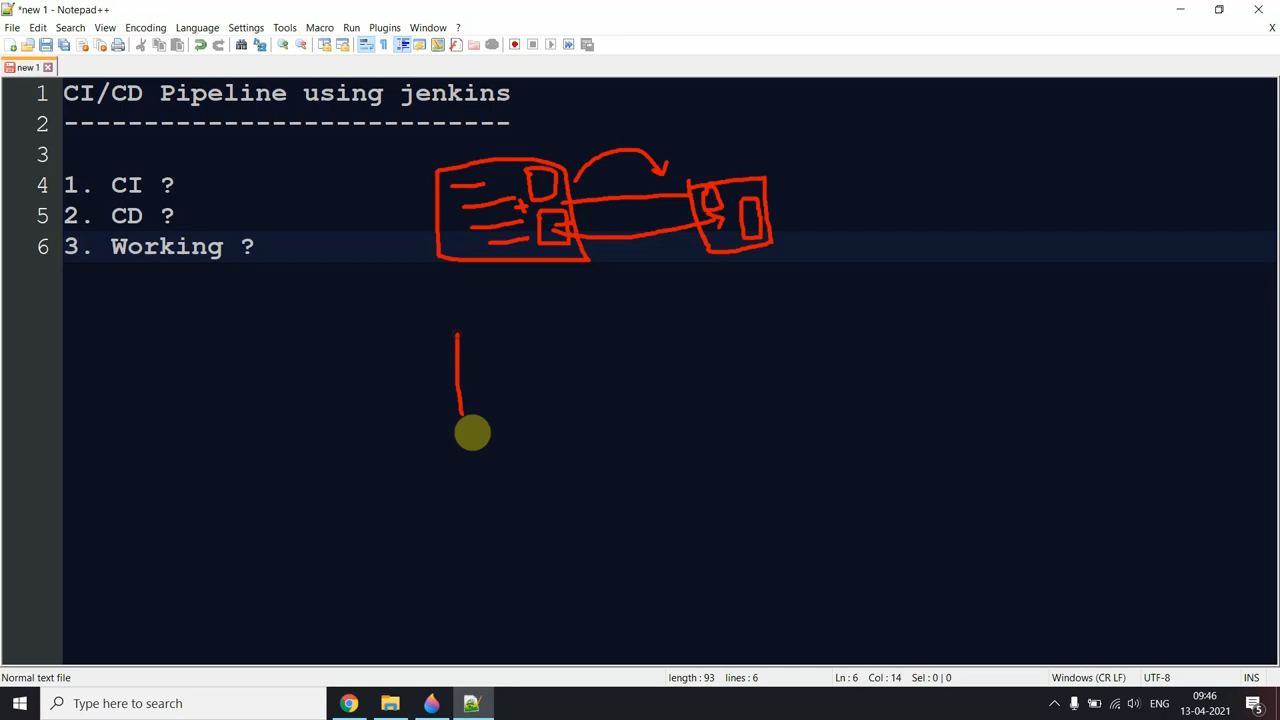 *new 1 - Notepad++
File Edit Search View Encoding Language Settings Tools Macro Run Plugins Window ?
X
new 1
1 CI/CD Pipeline using jenkins
2 ----------------------------
3
4 1. CI ?
5 2. CD ?
6 3. Working ?
Normal text file length : 93 lines : 6 Ln : 6 Col : 14 Sel : 0 | 0 Windows (CR LF) UTF-8 INS
Type here to search ENG 09:46
13-04-2021 5